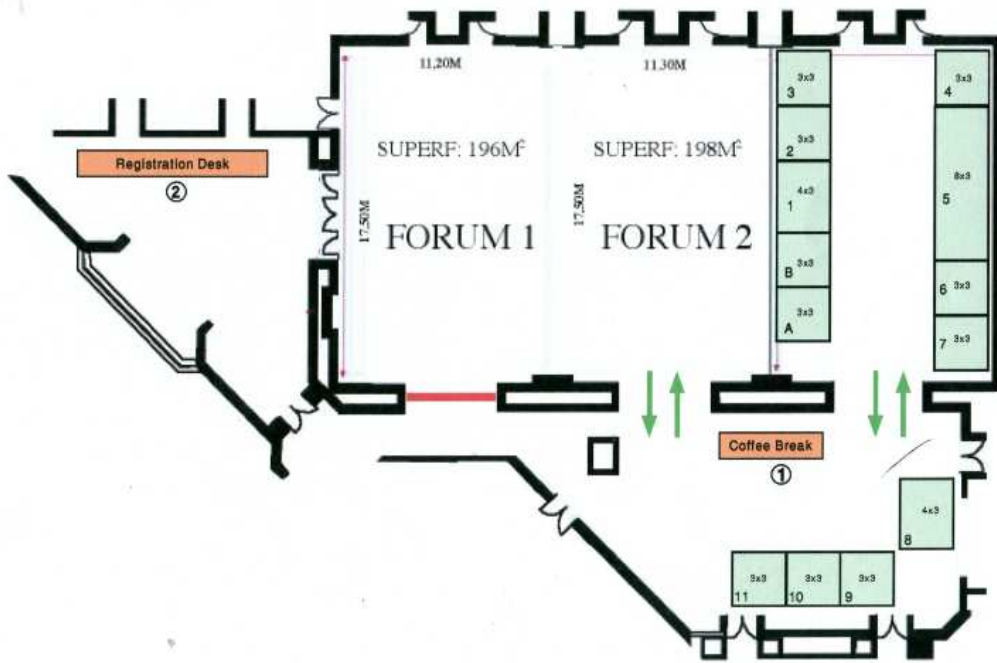 11,20M
11.30M
SUPERF: 196M²
SUPERF: 198M²
17,50M
17,50M
FORUM 1
FORUM 2
Registration Desk
②
3x3
3
3x3
2
4x3
1
3x3
B
3x3
A
3x3
4
8x3
5
3x3
6
3x3
7
Coffee Break
①
4x3
8
3x3
11
3x3
10
3x3
9